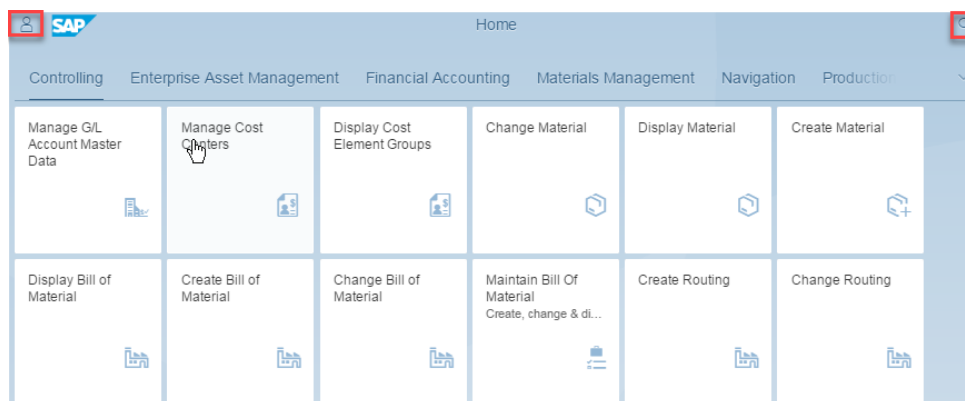 SAP
Home
Controlling Enterprise Asset Management Financial Accounting Materials Management Navigation Production
Manage G/L
Account Master
Data
Manage Cost
Centers
Display Cost
Element Groups
Change Material
Display Material
Create Material
Display Bill of
Material
Create Bill of
Material
Change Bill of
Material
Maintain Bill Of
Material
Create, change & di...
Create Routing
Change Routing